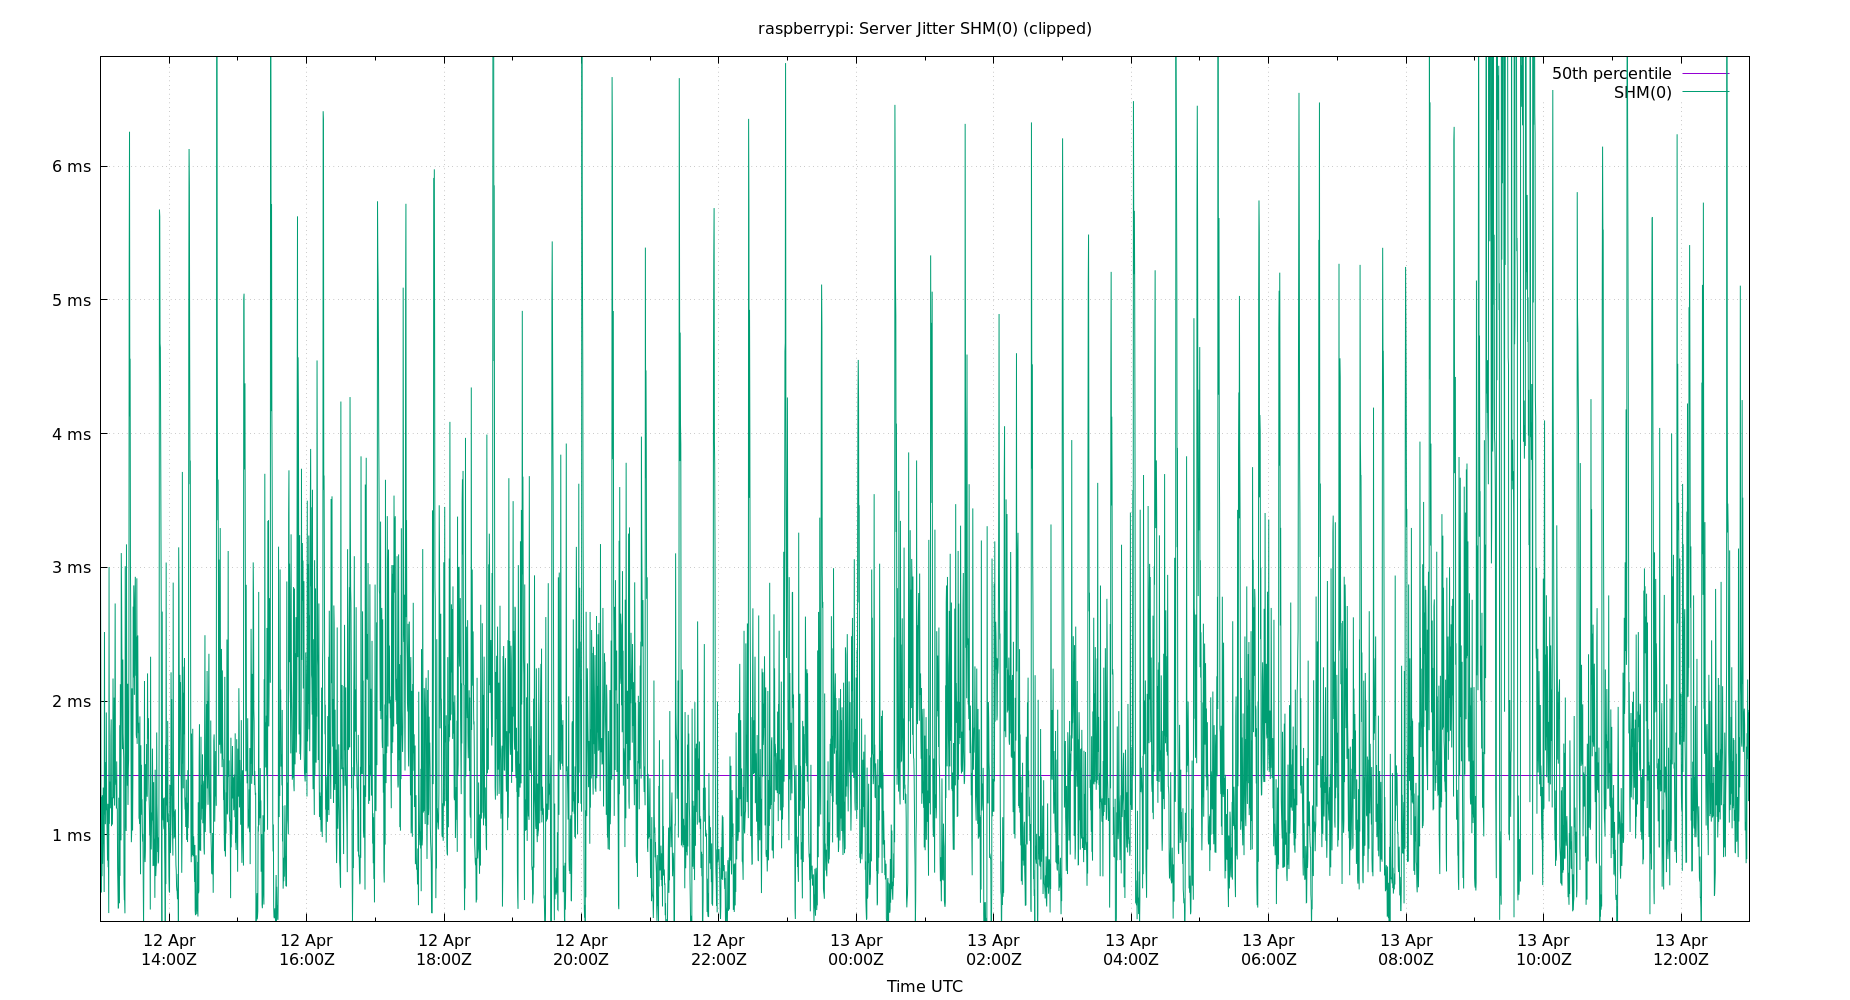 raspberrypi: Server Jitter SHM(0) (clipped)
50th percentile
SHM(0)
6 ms
5 ms
4 ms
3 ms
2 ms
1 ms
12 Apr 12 Apr 12 Apr 12 Apr 12 Apr 13 Apr 13 Apr 13 Apr 13 Apr 13 Apr 13 Apr 13 Apr
14:00Z 16:00Z 18:00Z 20:00Z 22:00Z 00:00Z 02:00Z 04:00Z 06:00Z 08:00Z 10:00Z 12:00Z
Time UTC